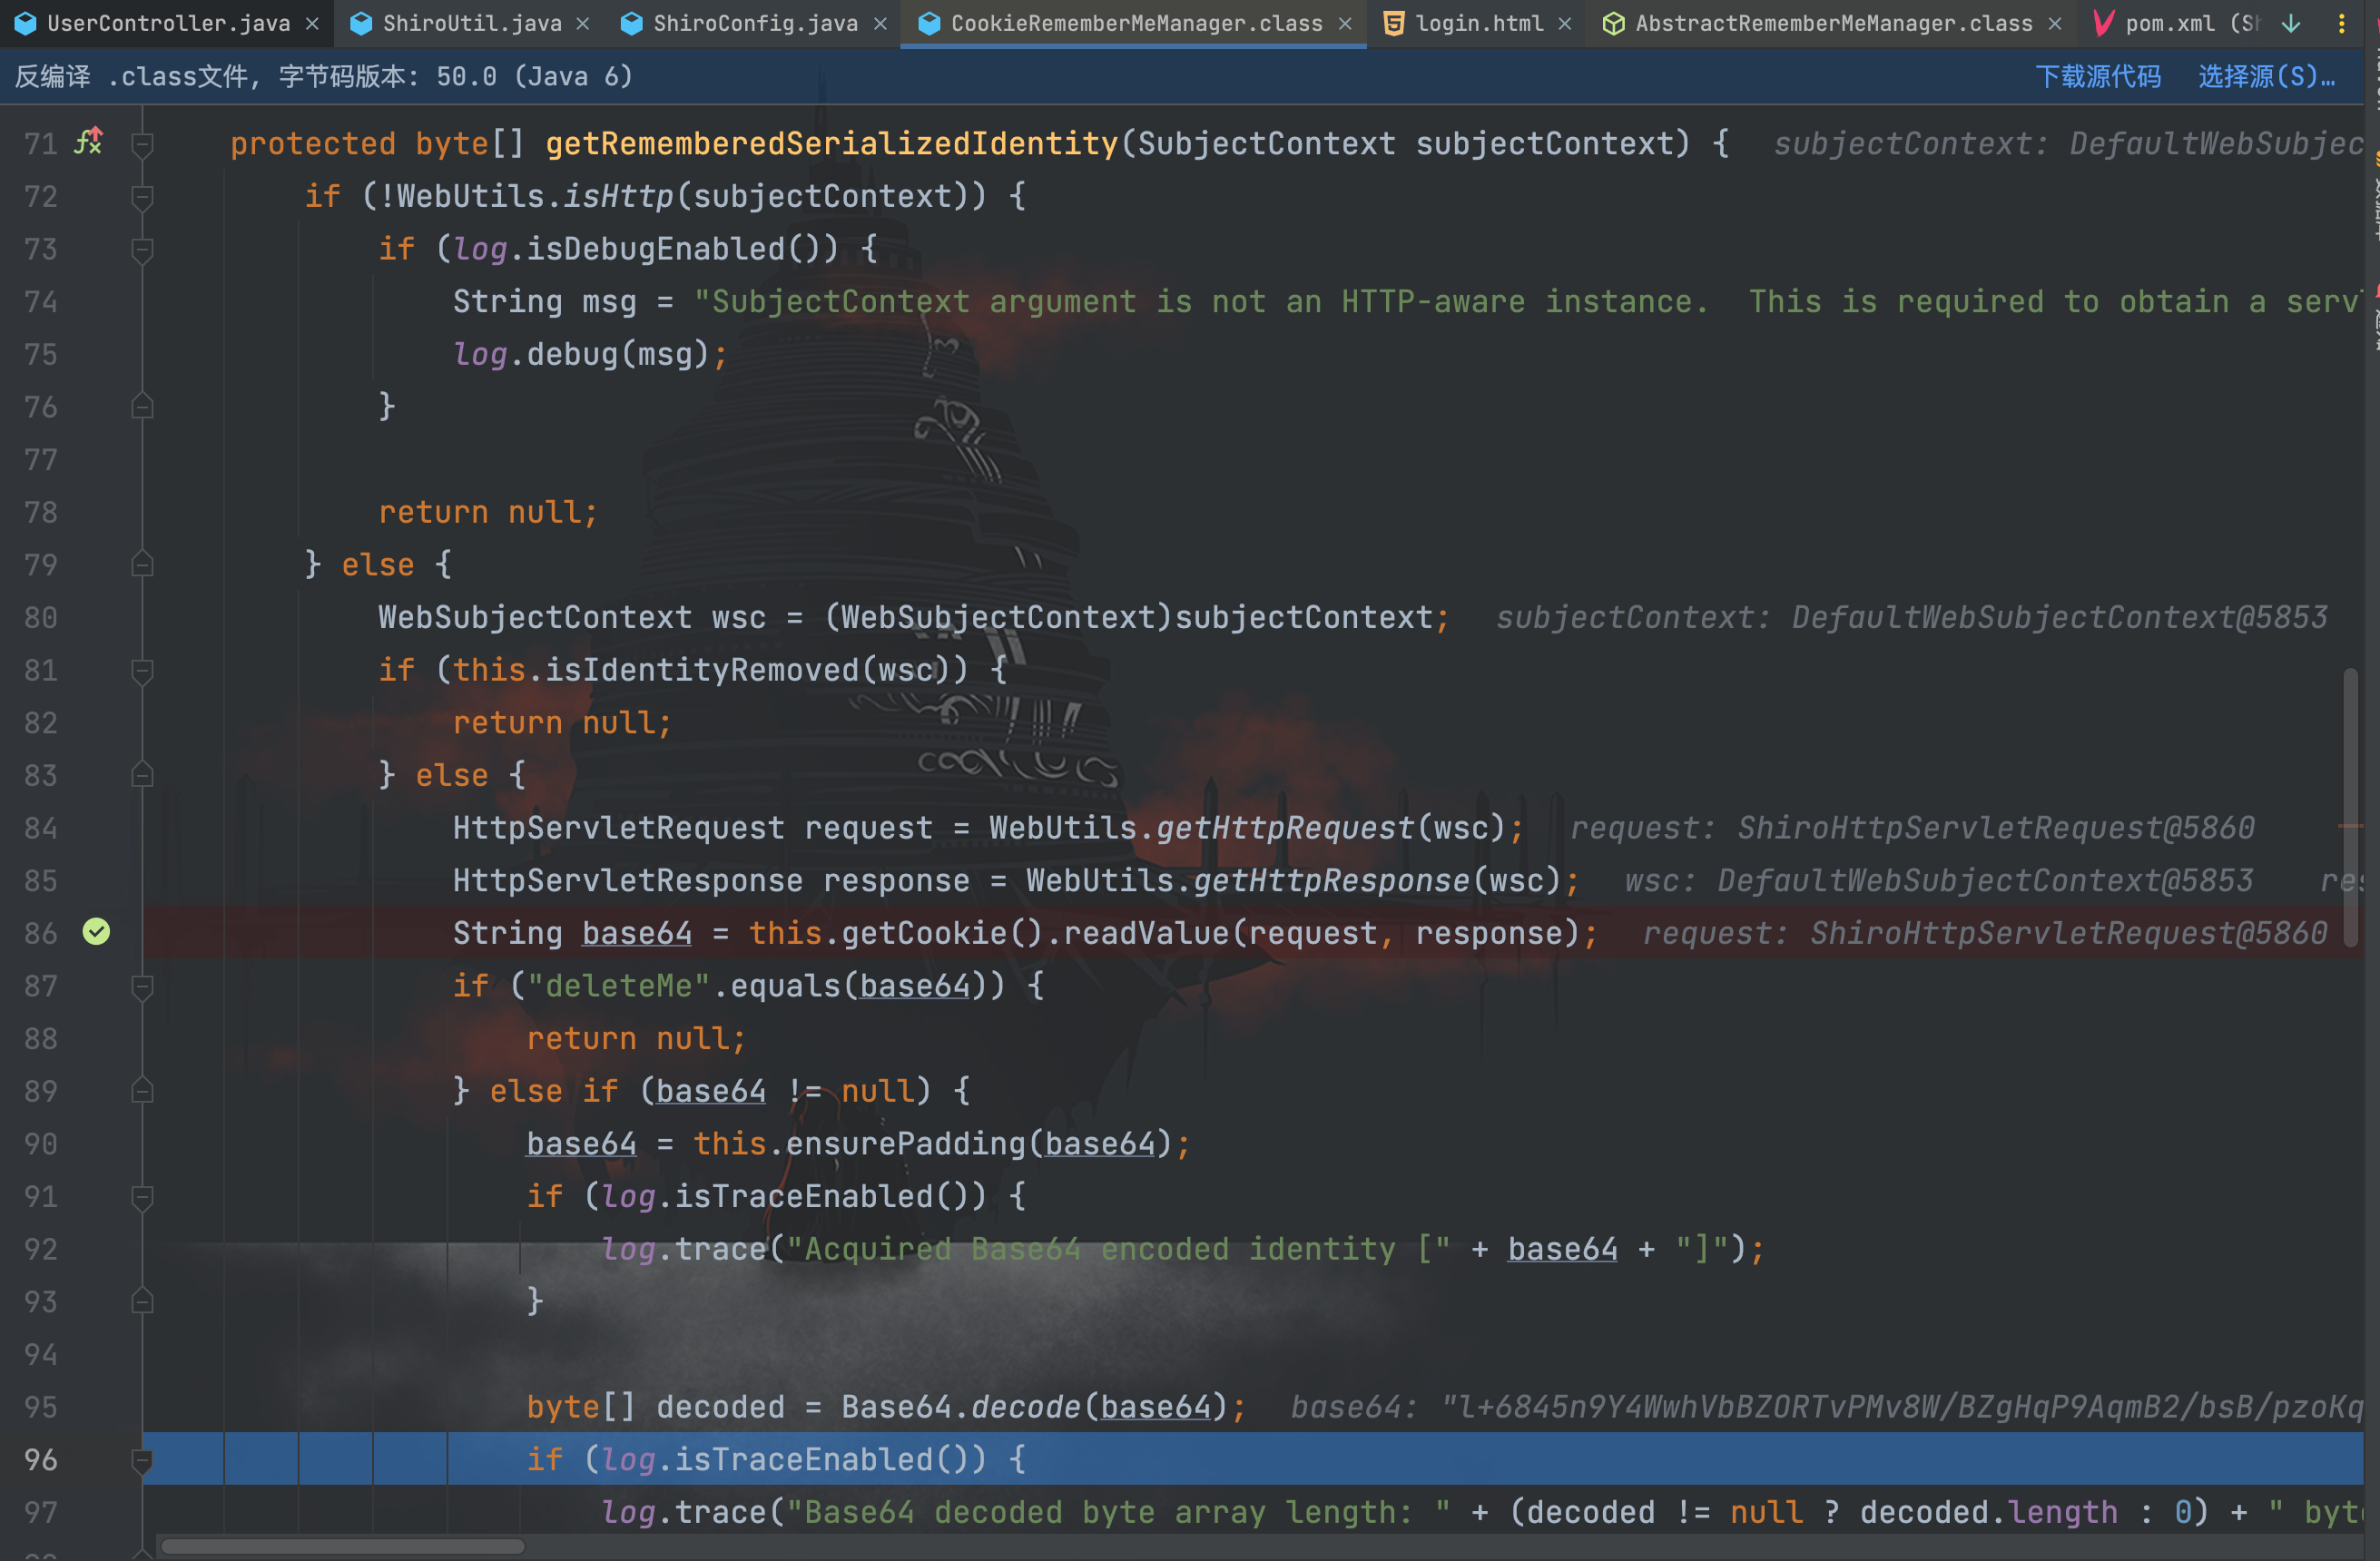 UserController.java ShiroUtil.java ShiroConfig.java CookieRememberMeManager.class login.html AbstractRememberMeManager.class pom.xml (Sh
反编译 .class文件, 字节码版本: 50.0 (Java 6) 下载源代码 选择源(S)…
71 protected byte[] getRememberedSerializedIdentity(SubjectContext subjectContext) { subjectContext: DefaultWebSubjec
72 if (!WebUtils.isHttp(subjectContext)) {
73 if (log.isDebugEnabled()) {
74 String msg = "SubjectContext argument is not an HTTP-aware instance.  This is required to obtain a serv
75 log.debug(msg);
76 }
77
78 return null;
79 } else {
80 WebSubjectContext wsc = (WebSubjectContext)subjectContext; subjectContext: DefaultWebSubjectContext@5853
81 if (this.isIdentityRemoved(wsc)) {
82 return null;
83 } else {
84 HttpServletRequest request = WebUtils.getHttpRequest(wsc); request: ShiroHttpServletRequest@5860
85 HttpServletResponse response = WebUtils.getHttpResponse(wsc); wsc: DefaultWebSubjectContext@5853 res
86 String base64 = this.getCookie().readValue(request, response); request: ShiroHttpServletRequest@5860
87 if ("deleteMe".equals(base64)) {
88 return null;
89 } else if (base64 != null) {
90 base64 = this.ensurePadding(base64);
91 if (log.isTraceEnabled()) {
92 log.trace("Acquired Base64 encoded identity [" + base64 + "]");
93 }
94
95 byte[] decoded = Base64.decode(base64); base64: "l+6845n9Y4WwhVbBZORTvPMv8W/BZgHqP9AqmB2/bsB/pzoKq
96 if (log.isTraceEnabled()) {
97 log.trace("Base64 decoded byte array length: " + (decoded != null ? decoded.length : 0) + " byte